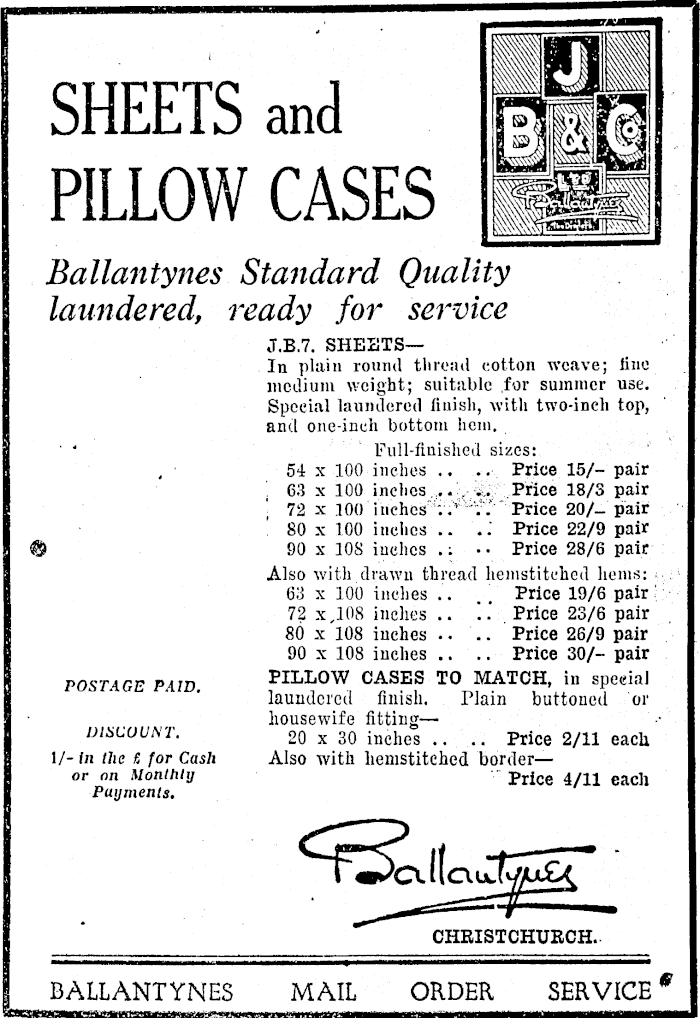 SHEETS and
PILLOW CASES
J
B & Co
LTD
Ballantynes
Ballantynes Standard Quality
laundered, ready for service
J.B.7. SHEETS—
In plain round thread cotton weave; fine
medium weight; suitable for summer use.
Special laundered finish, with two-inch top,
and one-inch bottom hem.
Full-finished sizes:
54 x 100 inches .. .. Price 15/- pair
63 x 100 inches .. .. Price 18/3 pair
72 x 100 inches .. .. Price 20/- pair
80 x 100 inches .. .. Price 22/9 pair
90 x 108 inches .. .. Price 28/6 pair
Also with drawn thread hemstitched hems:
63 x 100 inches .. .. Price 19/6 pair
72 x 108 inches .. .. Price 23/6 pair
80 x 108 inches .. .. Price 26/9 pair
90 x 108 inches .. .. Price 30/- pair
PILLOW CASES TO MATCH, in special
laundered finish. Plain buttoned or
housewife fitting—
20 x 30 inches .. .. Price 2/11 each
Also with hemstitched border—
Price 4/11 each
POSTAGE PAID.
DISCOUNT.
1/- in the £ for Cash
or on Monthly
Payments.
Ballantynes
CHRISTCHURCH.
BALLANTYNES MAIL ORDER SERVICE